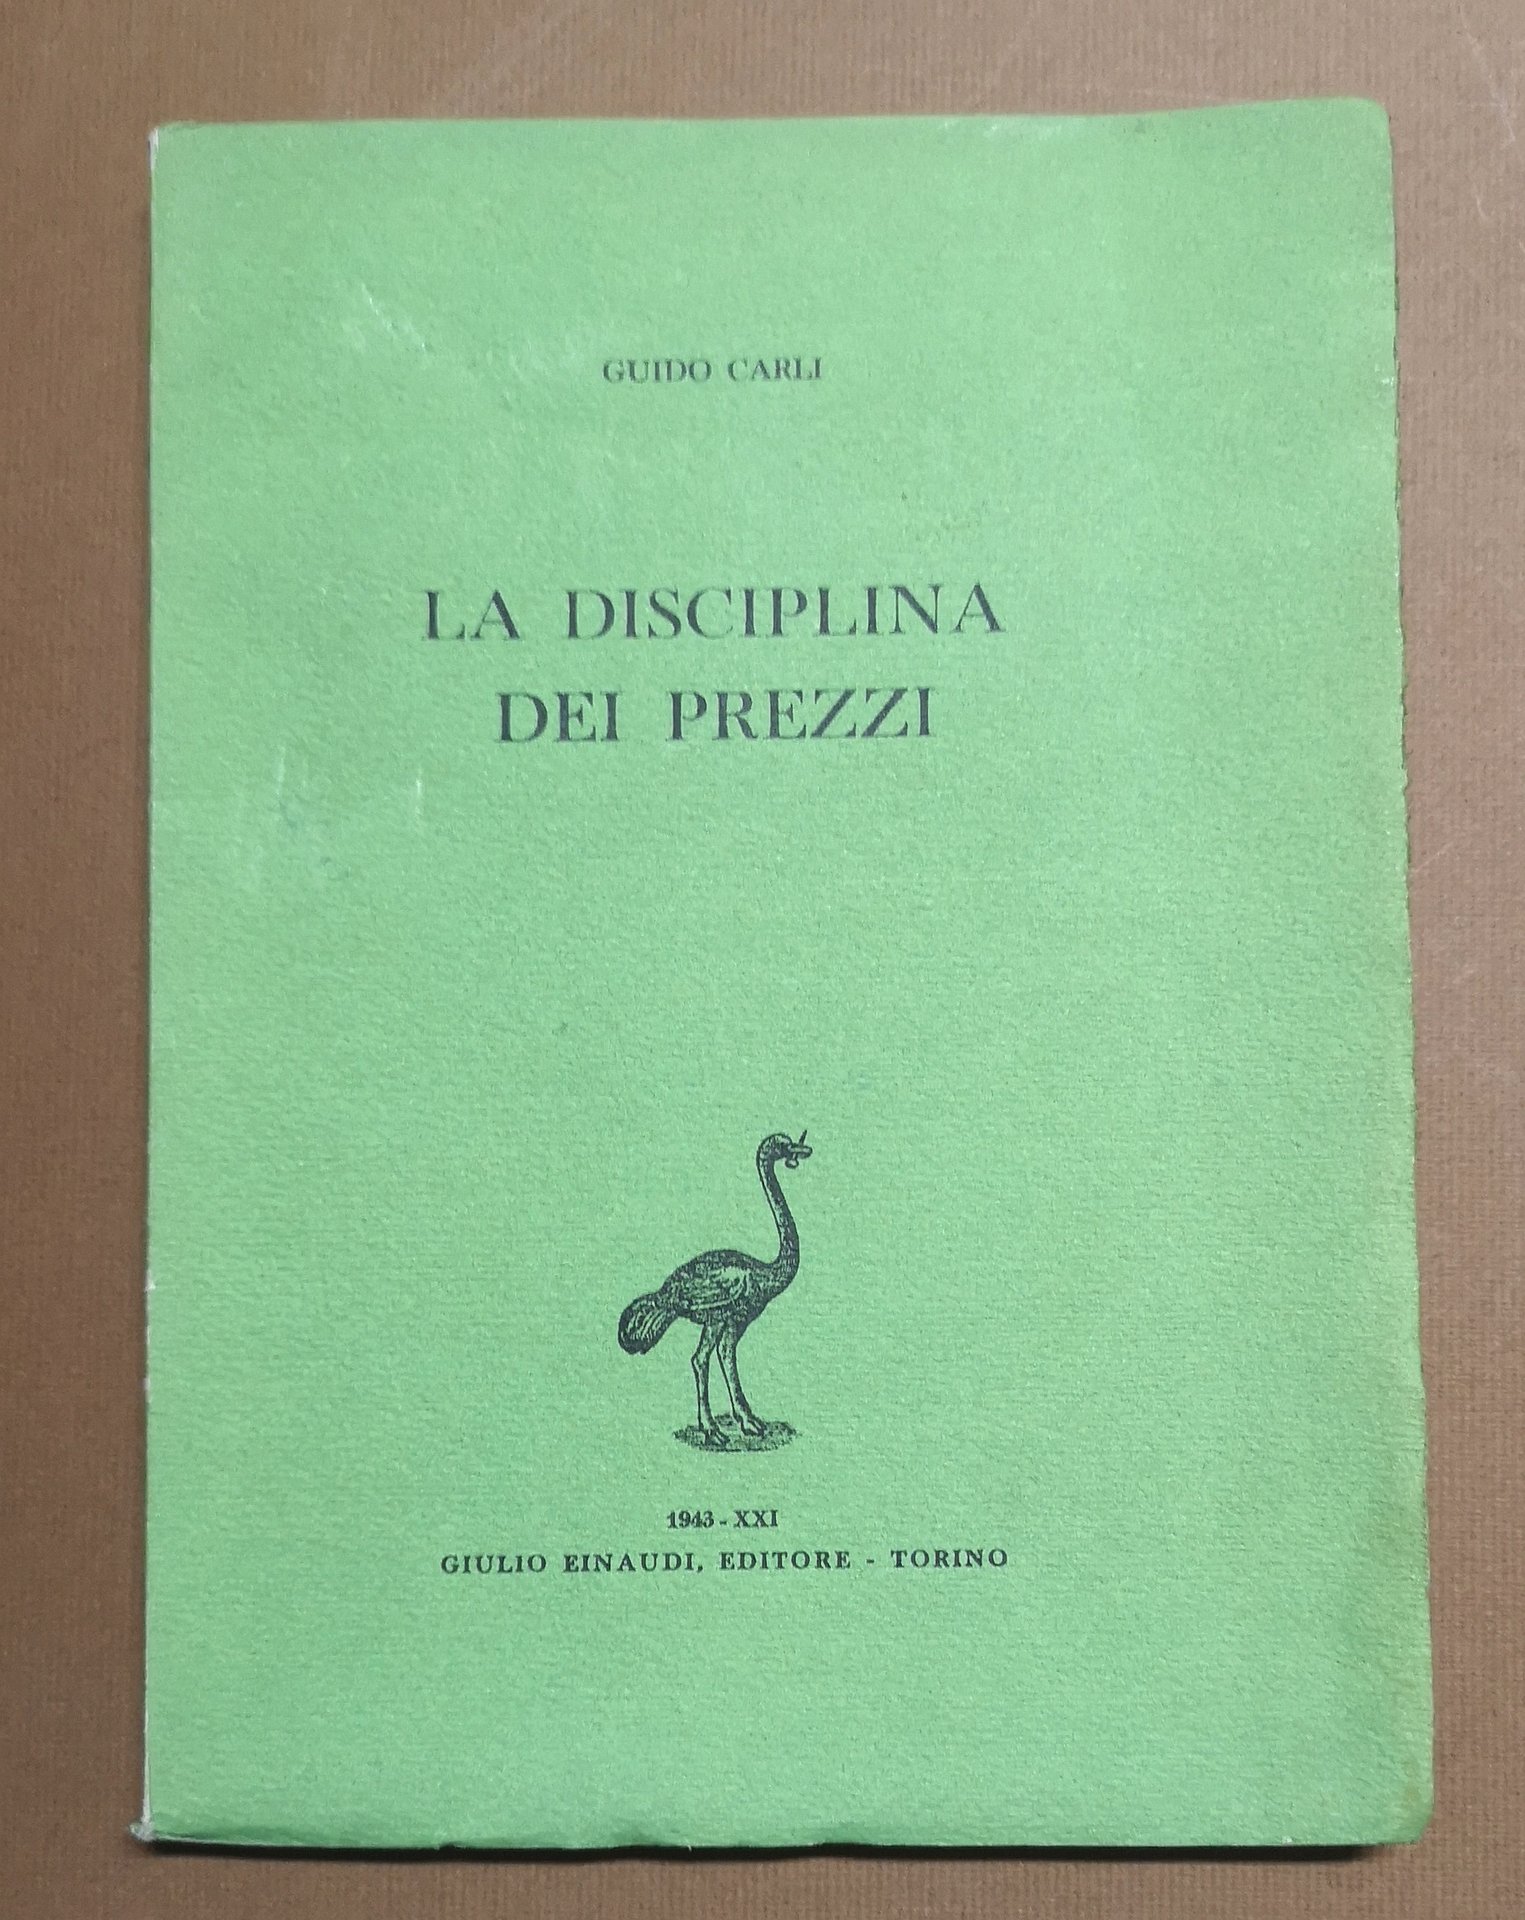 GUIDO CARLI
LA DISCIPLINA
DEI PREZZI
1943 - XXI
GIULIO EINAUDI, EDITORE - TORINO